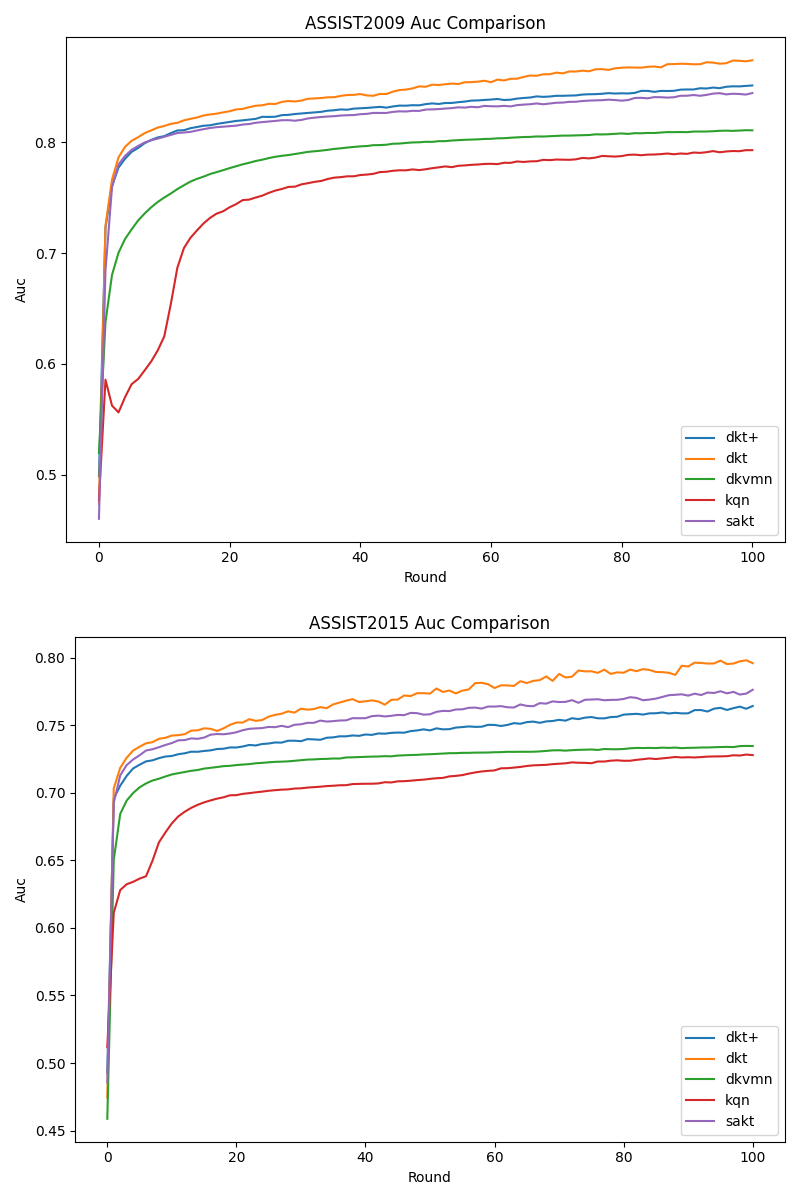 ASSIST2009 Auc Comparison
0.8
0.7
0.6
0.5
Auc
0 20 40 60 80 100
Round
dkt+
dkt
dkvmn
kqn
sakt
ASSIST2015 Auc Comparison
0.80
0.75
0.70
0.65
0.60
0.55
0.50
0.45
Auc
0 20 40 60 80 100
Round
dkt+
dkt
dkvmn
kqn
sakt